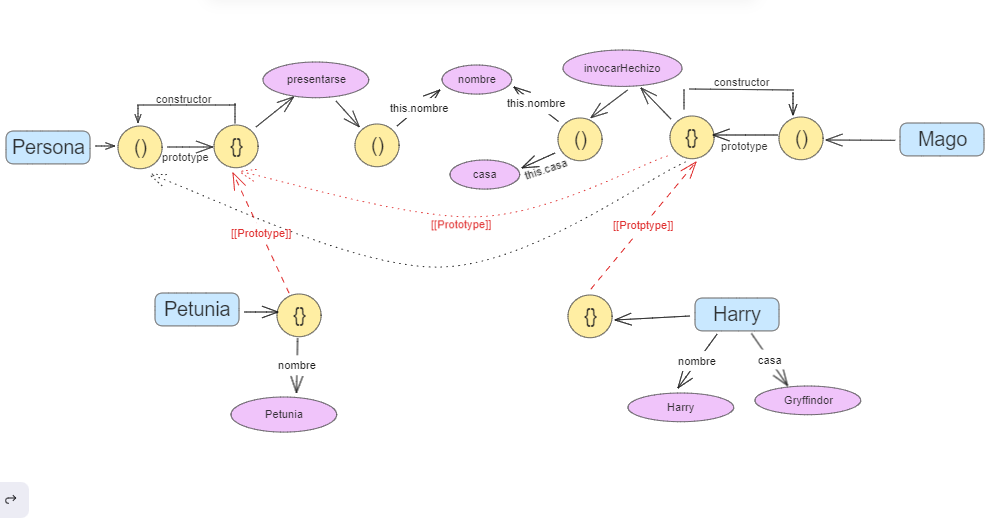 invocarHechizo
presentarse
nombre
constructor
constructor
this.nombre
this.nombre
Persona
()
prototype
{}
()
()
{}
prototype
()
Mago
casa
this.casa
[[Prototype]]
[[Prototype]]
[[Protptype]]
Petunia
{}
{}
Harry
nombre
nombre
casa
Petunia
Harry
Gryffindor